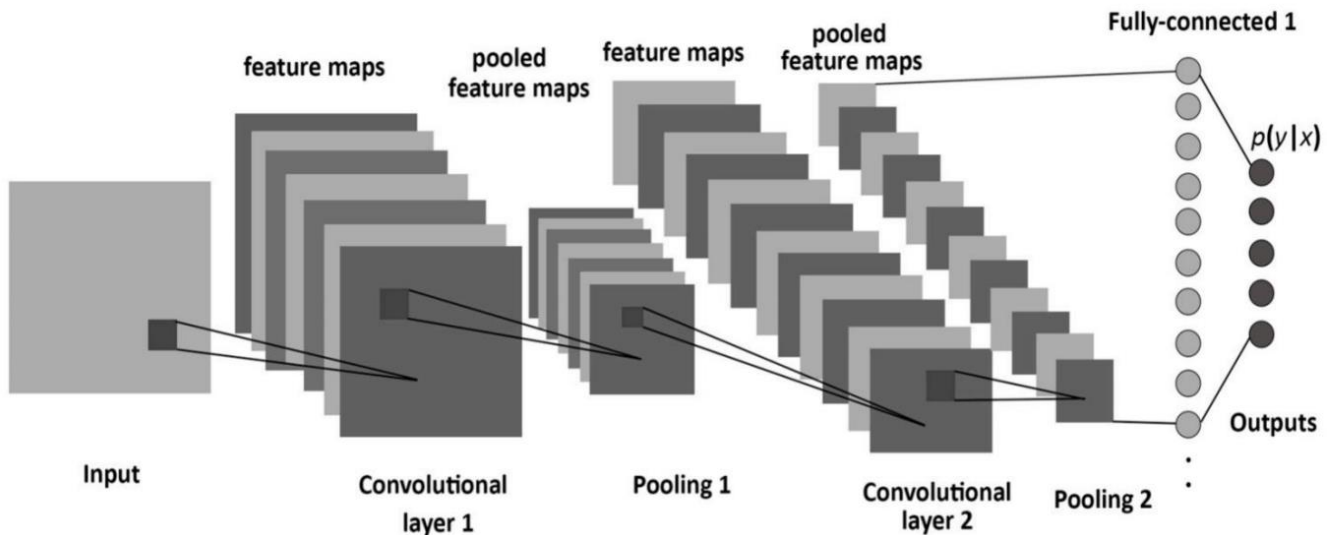 feature maps
pooled
feature maps
feature maps
pooled
feature maps
Fully-connected 1
p(y|x)
Outputs
Input
Convolutional
layer 1
Pooling 1
Convolutional
layer 2
Pooling 2